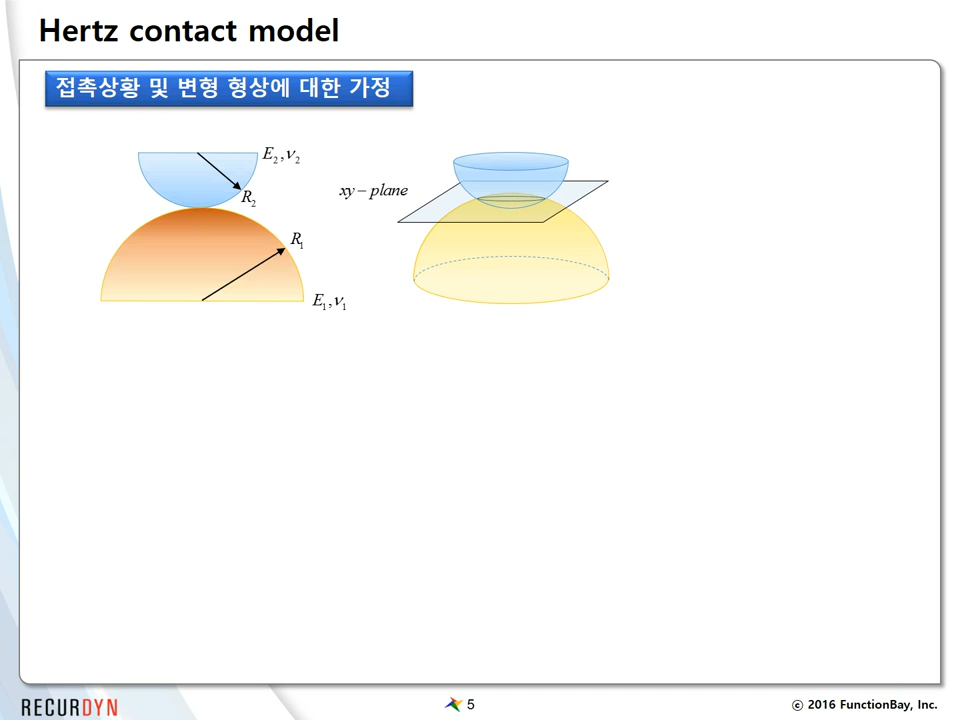 Hertz contact model
접촉상황 및 변형 형상에 대한 가정
E₂,ν₂
R₂
xy − plane
R₁
E₁,ν₁
RECURDYN
5
© 2016 FunctionBay, Inc.